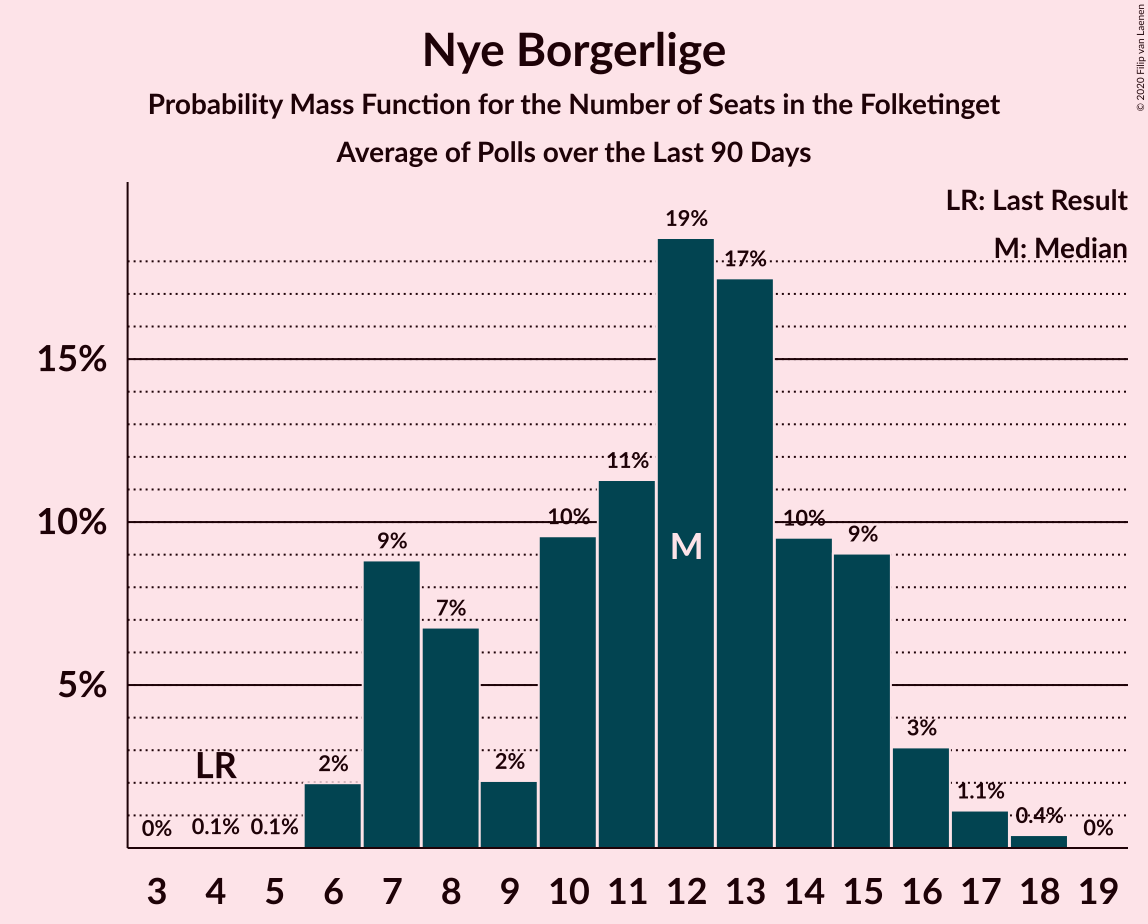 Nye Borgerlige
Probability Mass Function for the Number of Seats in the Folketinget
Average of Polls over the Last 90 Days
© 2020 Filip van Laenen
LR: Last Result
M: Median
15%
10%
5%
0%
0.1%
0.1%
2%
9%
7%
2%
10%
11%
19%
17%
10%
9%
3%
1.1%
0.4%
0%
LR
M
3 4 5 6 7 8 9 10 11 12 13 14 15 16 17 18 19